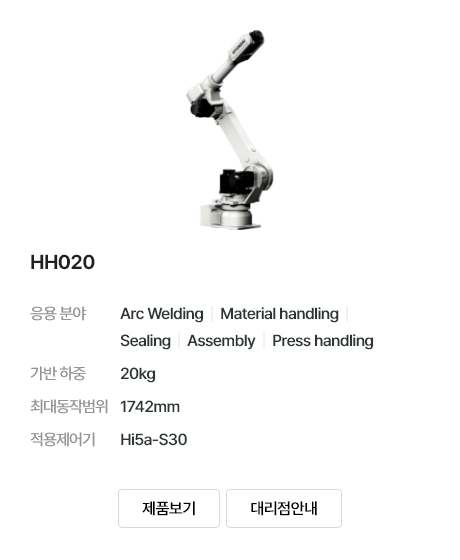 HH020
응용 분야 Arc Welding | Material handling |
Sealing | Assembly | Press handling
가반 하중 20kg
최대동작범위 1742mm
적용제어기 Hi5a-S30
제품보기 대리점안내